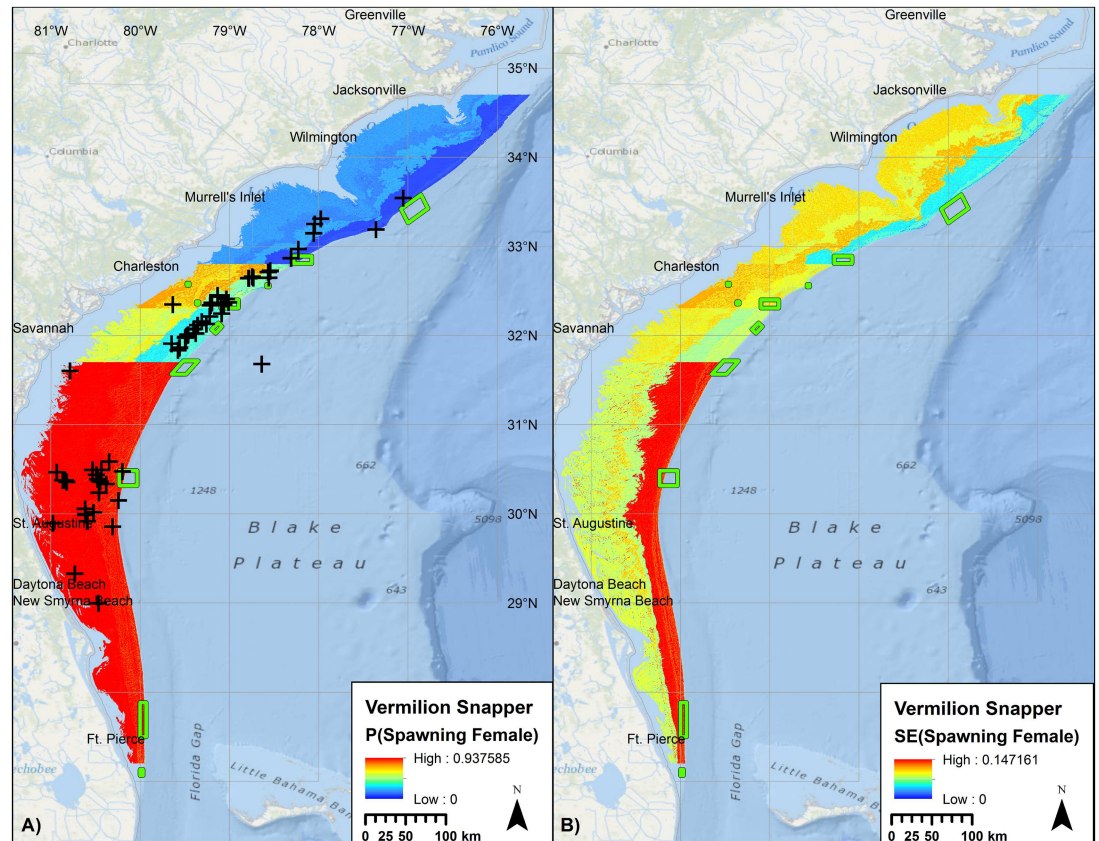 Greenville
81°W 80°W 79°W 78°W 77°W 76°W
Charlotte
Pamlico Sound
35°N
Jacksonville
Wilmington
34°N
Columbia
Murrell's Inlet
33°N
Charleston
32°N
Savannah
31°N
662
1248
30°N
St. Augustine
5098
Blake
Plateau
Daytona Beach
New Smyrna Beach
643
29°N
Ft. Pierce
echobee
Florida Gap
Little Bahama Ban
Vermilion Snapper
P(Spawning Female)
High : 0.937585
Low : 0
N
0 25 50 100 km
A)
Greenville
Charlotte
Pamlico Sound
Jacksonville
Wilmington
Columbia
Murrell's Inlet
Charleston
Savannah
662
1248
St. Augustine
5098
Blake
Plateau
Daytona Beach
New Smyrna Beach
643
Ft. Pierce
echobee
Florida Gap
Little Bahama Ban
Vermilion Snapper
SE(Spawning Female)
High : 0.147161
Low : 0
N
0 25 50 100 km
B)